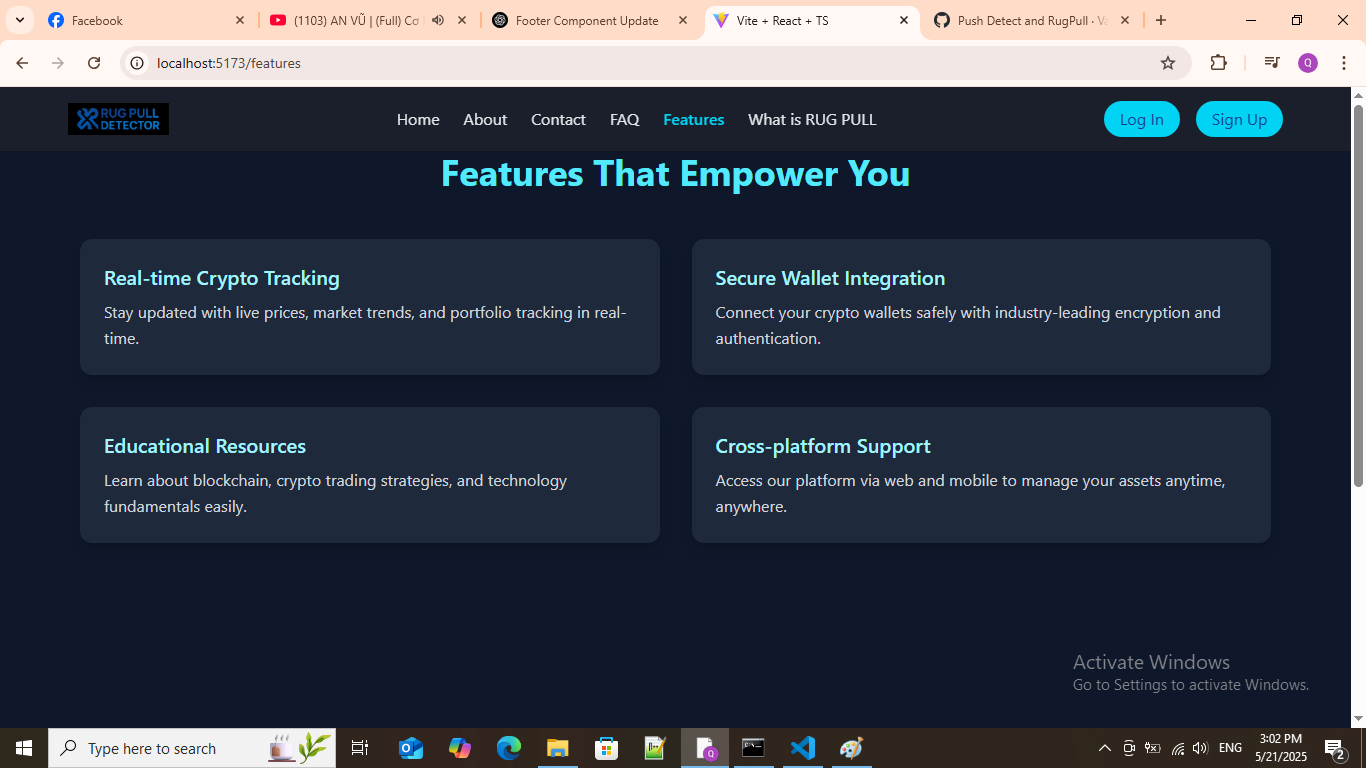 Facebook
(1103) AN VŨ | (Full) Cơ
Footer Component Update
Vite + React + TS
Push Detect and RugPull · Va
localhost:5173/features
Q
RUG PULL
DETECTOR
Home
About
Contact
FAQ
Features
What is RUG PULL
Log In
Sign Up
Features That Empower You
Real-time Crypto Tracking
Stay updated with live prices, market trends, and portfolio tracking in real-
time.
Secure Wallet Integration
Connect your crypto wallets safely with industry-leading encryption and
authentication.
Educational Resources
Learn about blockchain, crypto trading strategies, and technology
fundamentals easily.
Cross-platform Support
Access our platform via web and mobile to manage your assets anytime,
anywhere.
Activate Windows
Go to Settings to activate Windows.
Type here to search
Q
ENG
3:02 PM
5/21/2025
2